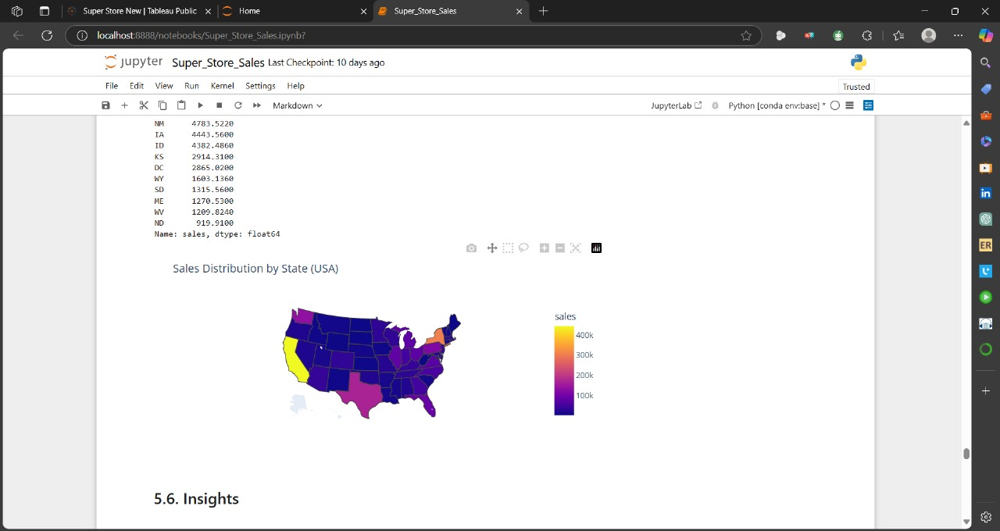 Super Store New | Tableau Public
Home
Super_Store_Sales
localhost:8888/notebooks/Super_Store_Sales.ipynb?
jupyter Super_Store_Sales Last Checkpoint: 10 days ago
File Edit View Run Kernel Settings Help
Trusted
Markdown
JupyterLab
Python [conda env:base] *
NM 4783.5220
IA 4443.5600
ID 4382.4860
KS 2914.3100
DC 2865.0200
WY 1603.1360
SD 1315.5600
ME 1270.5300
WV 1209.8240
ND 919.9100
Name: sales, dtype: float64
Sales Distribution by State (USA)
sales
400k
300k
200k
100k
5.6. Insights
in
ER